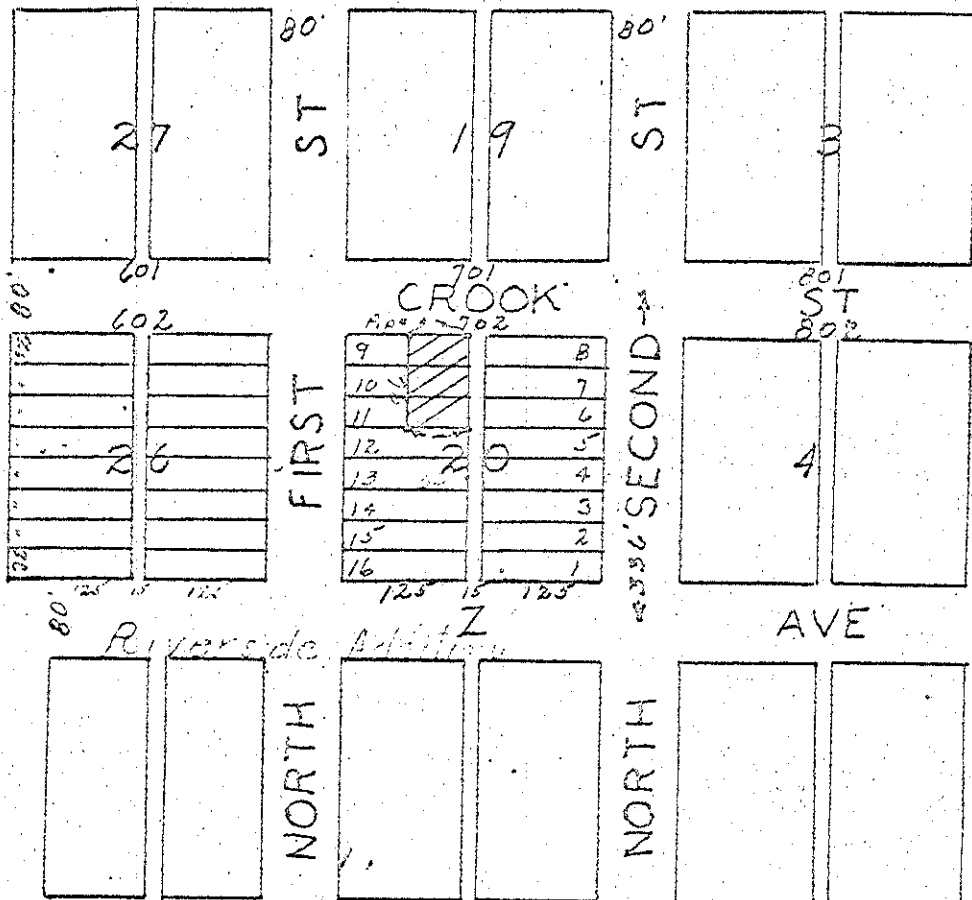 80' 80'
ST ST
27 19 3
601 701 801
80' CROOK ST
602 702 802
9 8
10 7
11 6
12 5
26 20 4
13 4
14 3
15 2
16 1
FIRST SECOND
125 15 125 15 125
80' Z AVE
Riverside Addition
NORTH NORTH